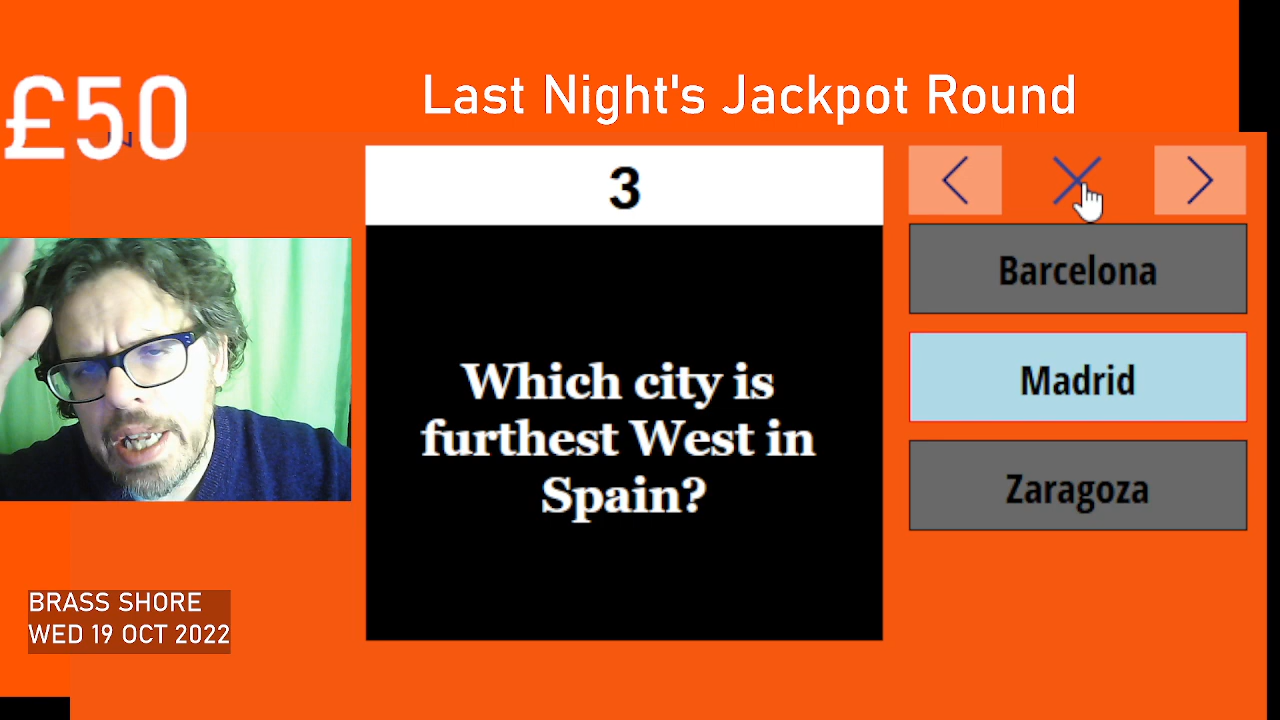 £50
Last Night's Jackpot Round
3
Which city is
furthest West in
Spain?
Barcelona
Madrid
Zaragoza
BRASS SHORE
WED 19 OCT 2022